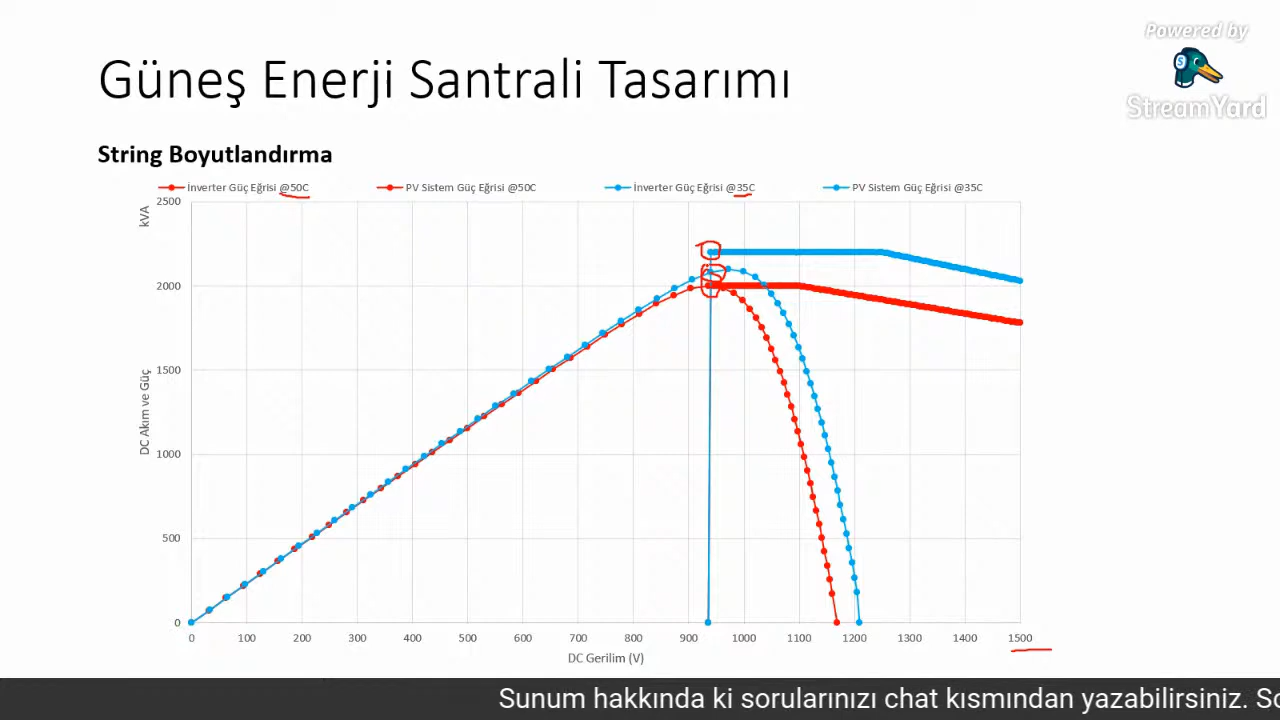 Powered by
StreamYard
Güneş Enerji Santrali Tasarımı
String Boyutlandırma
İnverter Güç Eğrisi @50C
PV Sistem Güç Eğrisi @50C
İnverter Güç Eğrisi @35C
PV Sistem Güç Eğrisi @35C
kVA
DC Akım ve Güç
2500
2000
1500
1000
500
0
0 100 200 300 400 500 600 700 800 900 1000 1100 1200 1300 1400 1500
DC Gerilim (V)
Sunum hakkında ki sorularınızı chat kısmından yazabilirsiniz. So